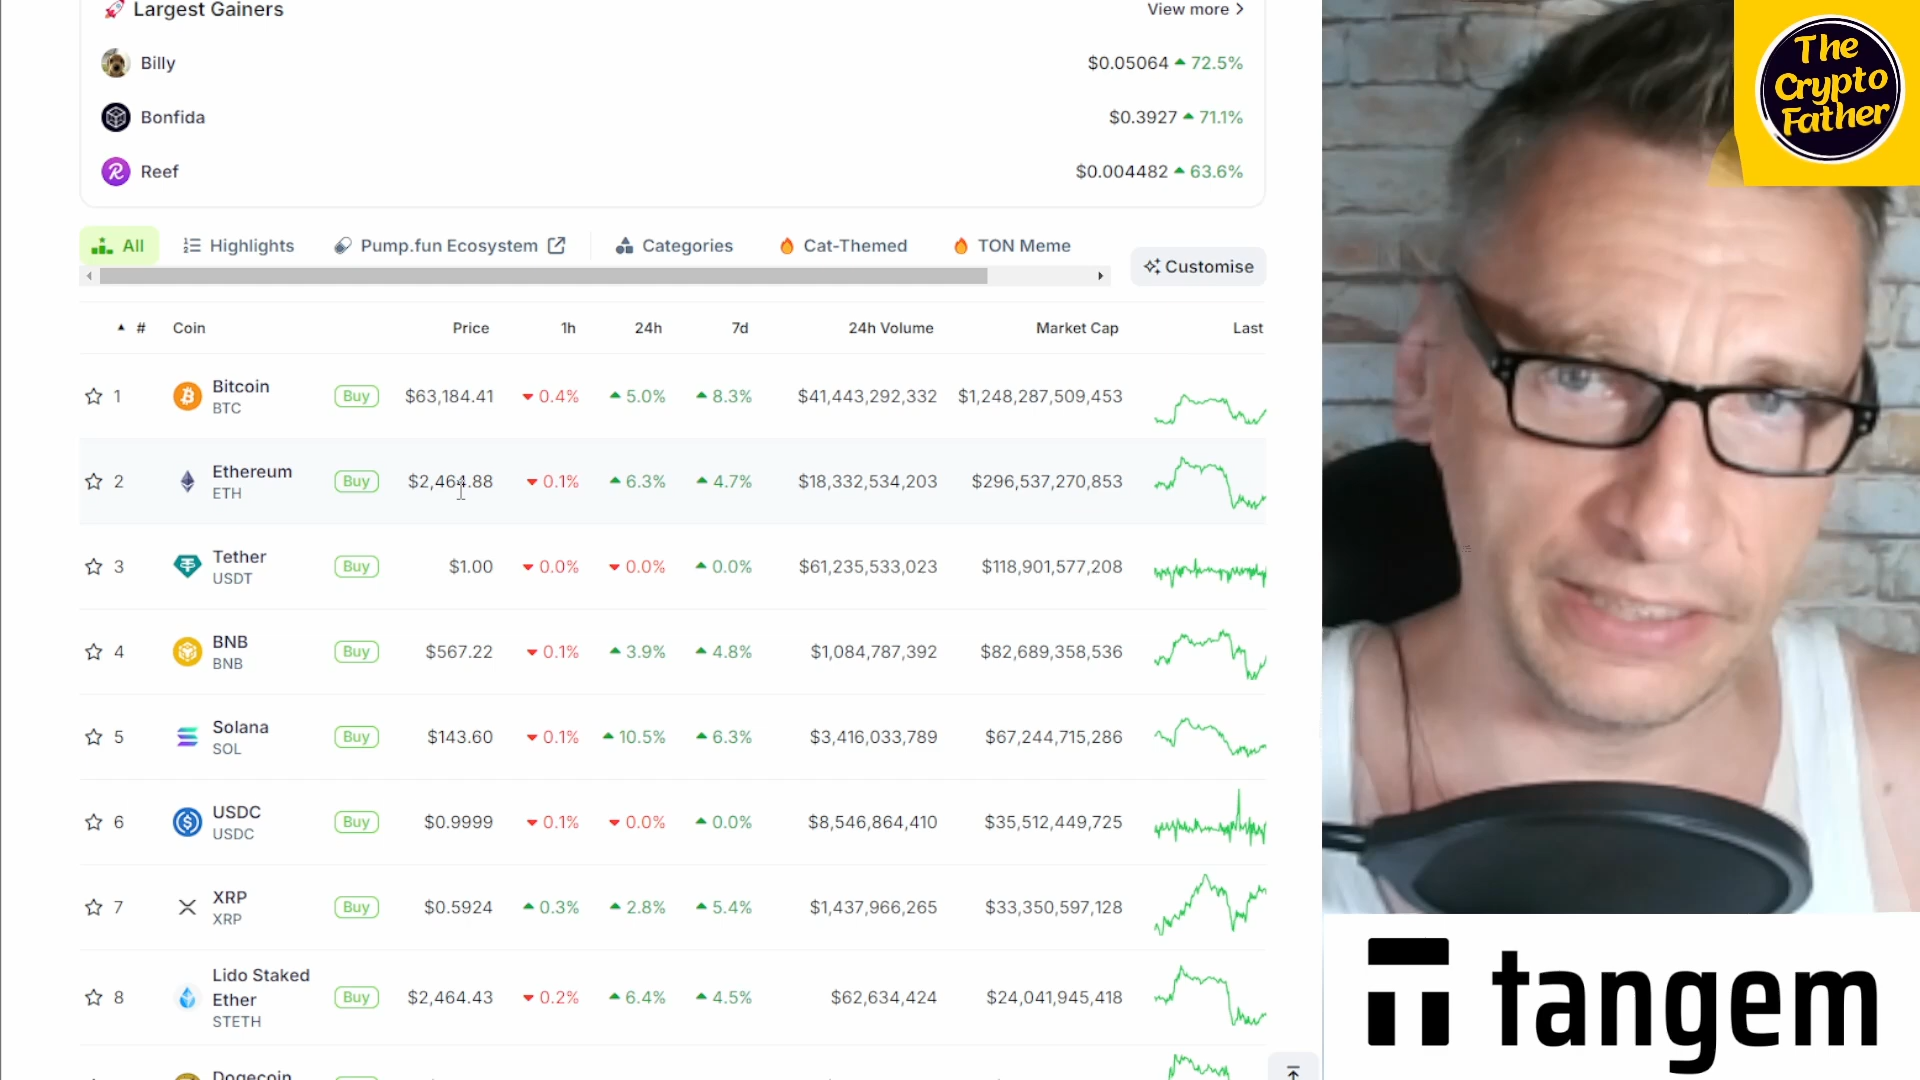 Largest Gainers
View more
Billy
$0.05064 72.5%
Bonfida
$0.3927 71.1%
Reef
$0.004482 63.6%
All
Highlights
Pump.fun Ecosystem
Categories
Cat-Themed
TON Meme
Customise
# Coin Price 1h 24h 7d 24h Volume Market Cap Last
1 Bitcoin BTC Buy $63,184.41 0.4% 5.0% 8.3% $41,443,292,332 $1,248,287,509,453
2 Ethereum ETH Buy $2,464.88 0.1% 6.3% 4.7% $18,332,534,203 $296,537,270,853
3 Tether USDT Buy $1.00 0.0% 0.0% 0.0% $61,235,533,023 $118,901,577,208
4 BNB BNB Buy $567.22 0.1% 3.9% 4.8% $1,084,787,392 $82,689,358,536
5 Solana SOL Buy $143.60 0.1% 10.5% 6.3% $3,416,033,789 $67,244,715,286
6 USDC USDC Buy $0.9999 0.1% 0.0% 0.0% $8,546,864,410 $35,512,449,725
7 XRP XRP Buy $0.5924 0.3% 2.8% 5.4% $1,437,966,265 $33,350,597,128
8 Lido Staked Ether STETH Buy $2,464.43 0.2% 6.4% 4.5% $62,634,424 $24,041,945,418
Dogecoin
The
Crypto
Father
tangem